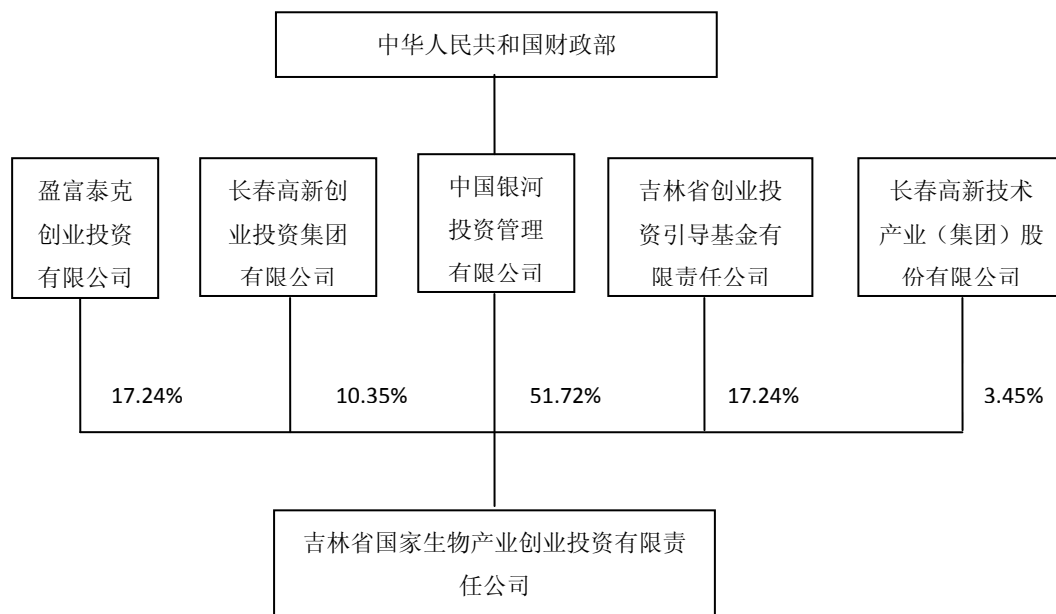 中华人民共和国财政部
盈富泰克
创业投资
有限公司
长春高新创
业投资集团
有限公司
中国银河
投资管理
有限公司
吉林省创业投
资引导基金有
限责任公司
长春高新技术
产业（集团）股
份有限公司
17.24%
10.35%
51.72%
17.24%
3.45%
吉林省国家生物产业创业投资有限责
任公司